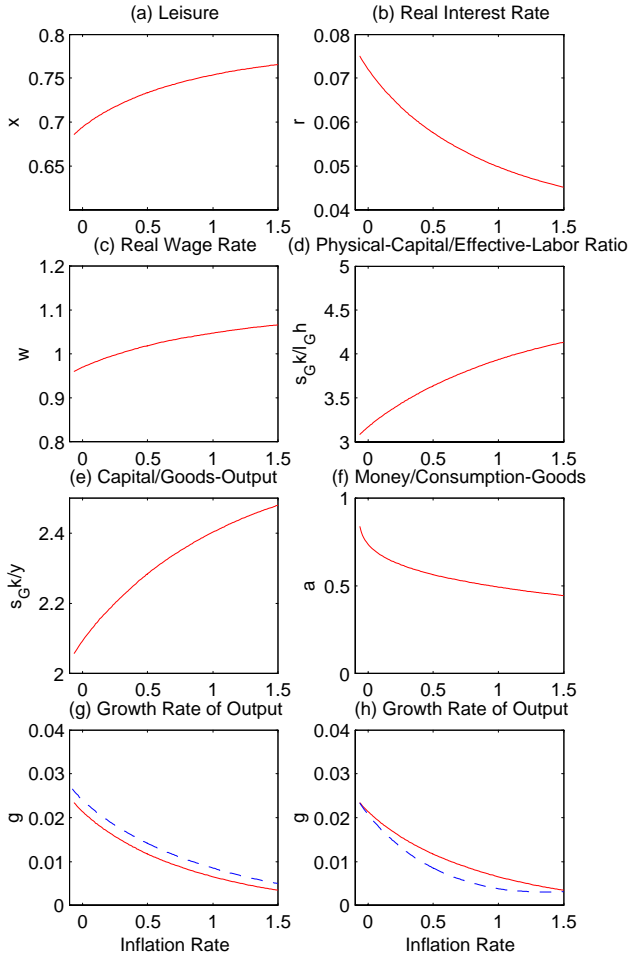 (a) Leisure
(b) Real Interest Rate
0.8
0.75
0.7
0.65
x
0 0.5 1 1.5
0.08
0.07
0.06
0.05
0.04
r
0 0.5 1 1.5
(c) Real Wage Rate
(d) Physical-Capital/Effective-Labor Ratio
1.2
1.1
1
0.9
0.8
w
0 0.5 1 1.5
5
4.5
4
3.5
3
s_G k/l_G h
0 0.5 1 1.5
(e) Capital/Goods-Output
(f) Money/Consumption-Goods
2.4
2.2
2
s_G k/y
0 0.5 1 1.5
1
0.5
0
a
0 0.5 1 1.5
(g) Growth Rate of Output
(h) Growth Rate of Output
0.04
0.03
0.02
0.01
0
g
0 0.5 1 1.5
Inflation Rate
0.04
0.03
0.02
0.01
0
g
0 0.5 1 1.5
Inflation Rate